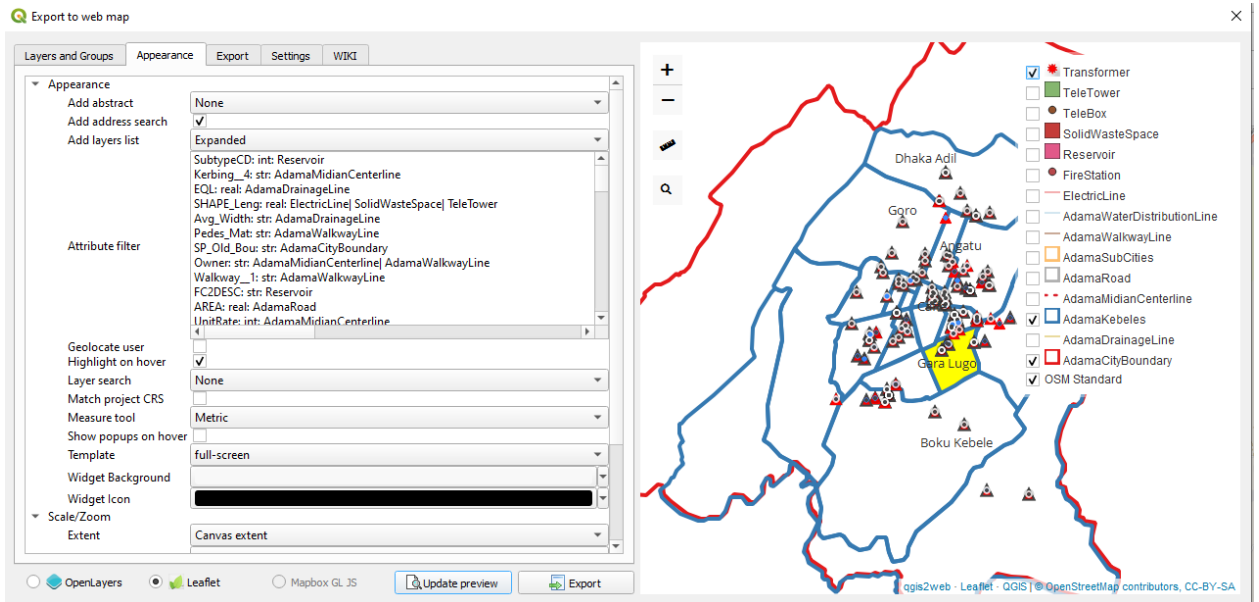 Export to web map
Layers and Groups
Appearance
Export
Settings
WIKI
Appearance
Add abstract
None
Add address search
Add layers list
Expanded
Attribute filter
SubtypeCD: int: Reservoir
Kerbing__4: str: AdamaMidianCenterline
EQL: real: AdamaDrainageLine
SHAPE_Leng: real: ElectricLine| SolidWasteSpace| TeleTower
Avg_Width: str: AdamaDrainageLine
Pedes_Mat: str: AdamaWalkwayLine
SP_Old_Bou: str: AdamaCityBoundary
Owner: str: AdamaMidianCenterline| AdamaWalkwayLine
Walkway__1: str: AdamaWalkwayLine
FC2DESC: str: Reservoir
AREA: real: AdamaRoad
UnitRate: int: AdamaMidianCenterline
Geolocate user
Highlight on hover
Layer search
None
Match project CRS
Measure tool
Metric
Show popups on hover
Template
full-screen
Widget Background
Widget Icon
Scale/Zoom
Extent
Canvas extent
OpenLayers
Leaflet
Mapbox GL JS
Update preview
Export
+
−
Dhaka Adil
Goro
Angatu
Gara Lugo
Boku Kebele
Transformer
TeleTower
TeleBox
SolidWasteSpace
Reservoir
FireStation
ElectricLine
AdamaWaterDistributionLine
AdamaWalkwayLine
AdamaSubCities
AdamaRoad
AdamaMidianCenterline
AdamaKebeles
AdamaDrainageLine
AdamaCityBoundary
OSM Standard
qgis2web · Leaflet · QGIS | © OpenStreetMap contributors, CC-BY-SA